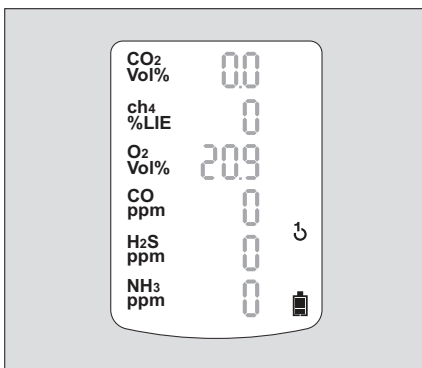 CO2 0.0
Vol%
ch4 0
%LIE
O2 20.9
Vol%
CO 0
ppm
H2S 0
ppm
NH3 0
ppm
1